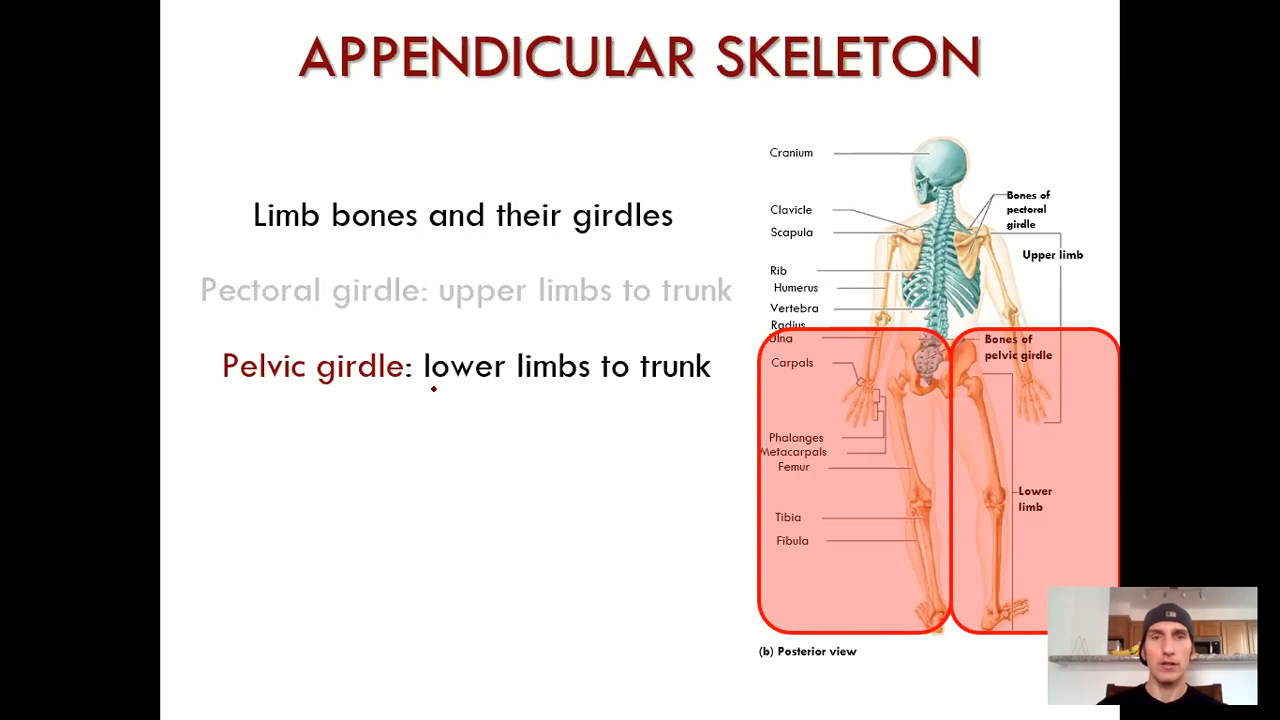 APPENDICULAR SKELETON
Limb bones and their girdles
Pectoral girdle: upper limbs to trunk
Pelvic girdle: lower limbs to trunk
Cranium
Clavicle
Scapula
Rib
Humerus
Vertebra
Radius
Ulna
Carpals
Phalanges
Metacarpals
Femur
Tibia
Fibula
Bones of
pectoral
girdle
Upper limb
Bones of
pelvic girdle
Lower
limb
(b) Posterior view